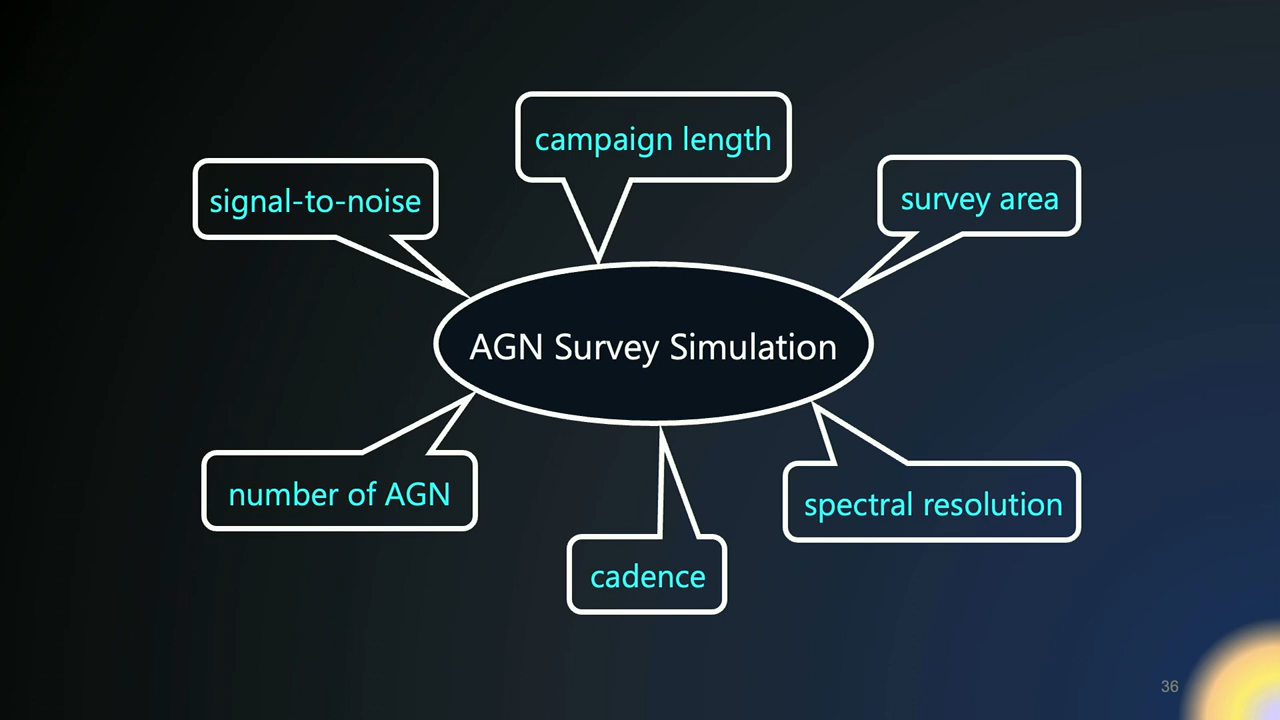 campaign length
signal-to-noise
survey area
AGN Survey Simulation
number of AGN
spectral resolution
cadence
36